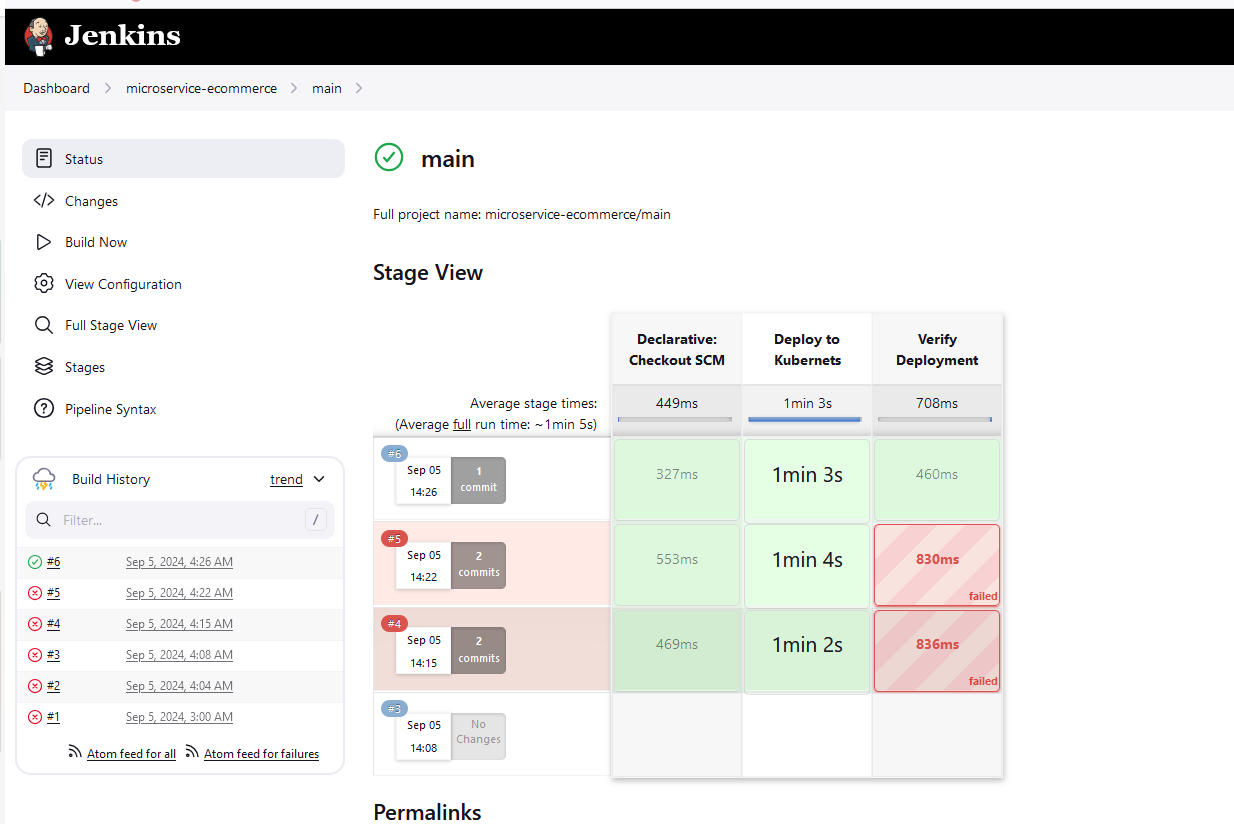 Jenkins
Dashboard > microservice-ecommerce > main >
Status
Changes
Build Now
View Configuration
Full Stage View
Stages
Pipeline Syntax
Build History
trend
Filter...
/
#6 Sep 5, 2024, 4:26 AM
#5 Sep 5, 2024, 4:22 AM
#4 Sep 5, 2024, 4:15 AM
#3 Sep 5, 2024, 4:08 AM
#2 Sep 5, 2024, 4:04 AM
#1 Sep 5, 2024, 3:00 AM
Atom feed for all Atom feed for failures
main
Full project name: microservice-ecommerce/main
Stage View
Declarative:
Checkout SCM
Deploy to
Kubernets
Verify
Deployment
Average stage times:
(Average full run time: ~1min 5s)
449ms
1min 3s
708ms
#6
Sep 05
14:26
1
commit
327ms
1min 3s
460ms
#5
Sep 05
14:22
2
commits
553ms
1min 4s
830ms
failed
#4
Sep 05
14:15
2
commits
469ms
1min 2s
836ms
failed
#3
Sep 05
14:08
No
Changes
Permalinks